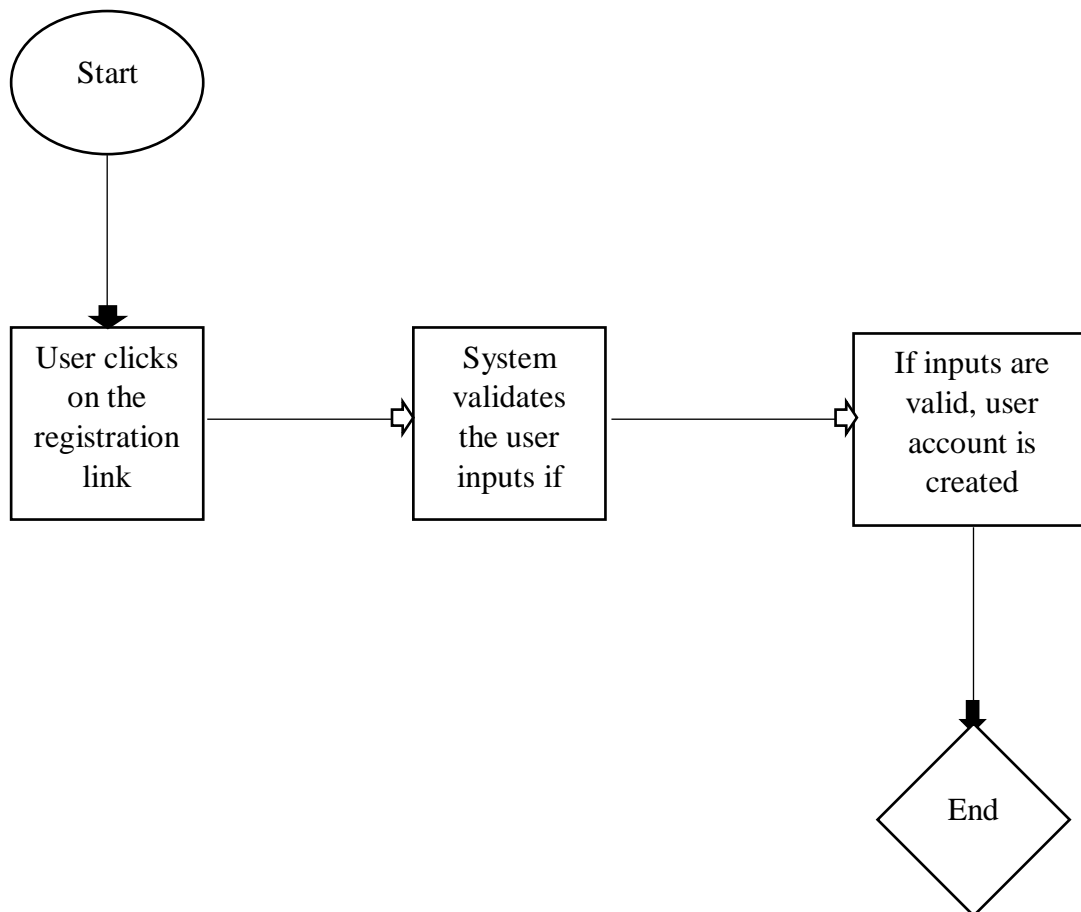 Start
User clicks
on the
registration
link
System
validates
the user
inputs if
If inputs are
valid, user
account is
created
End